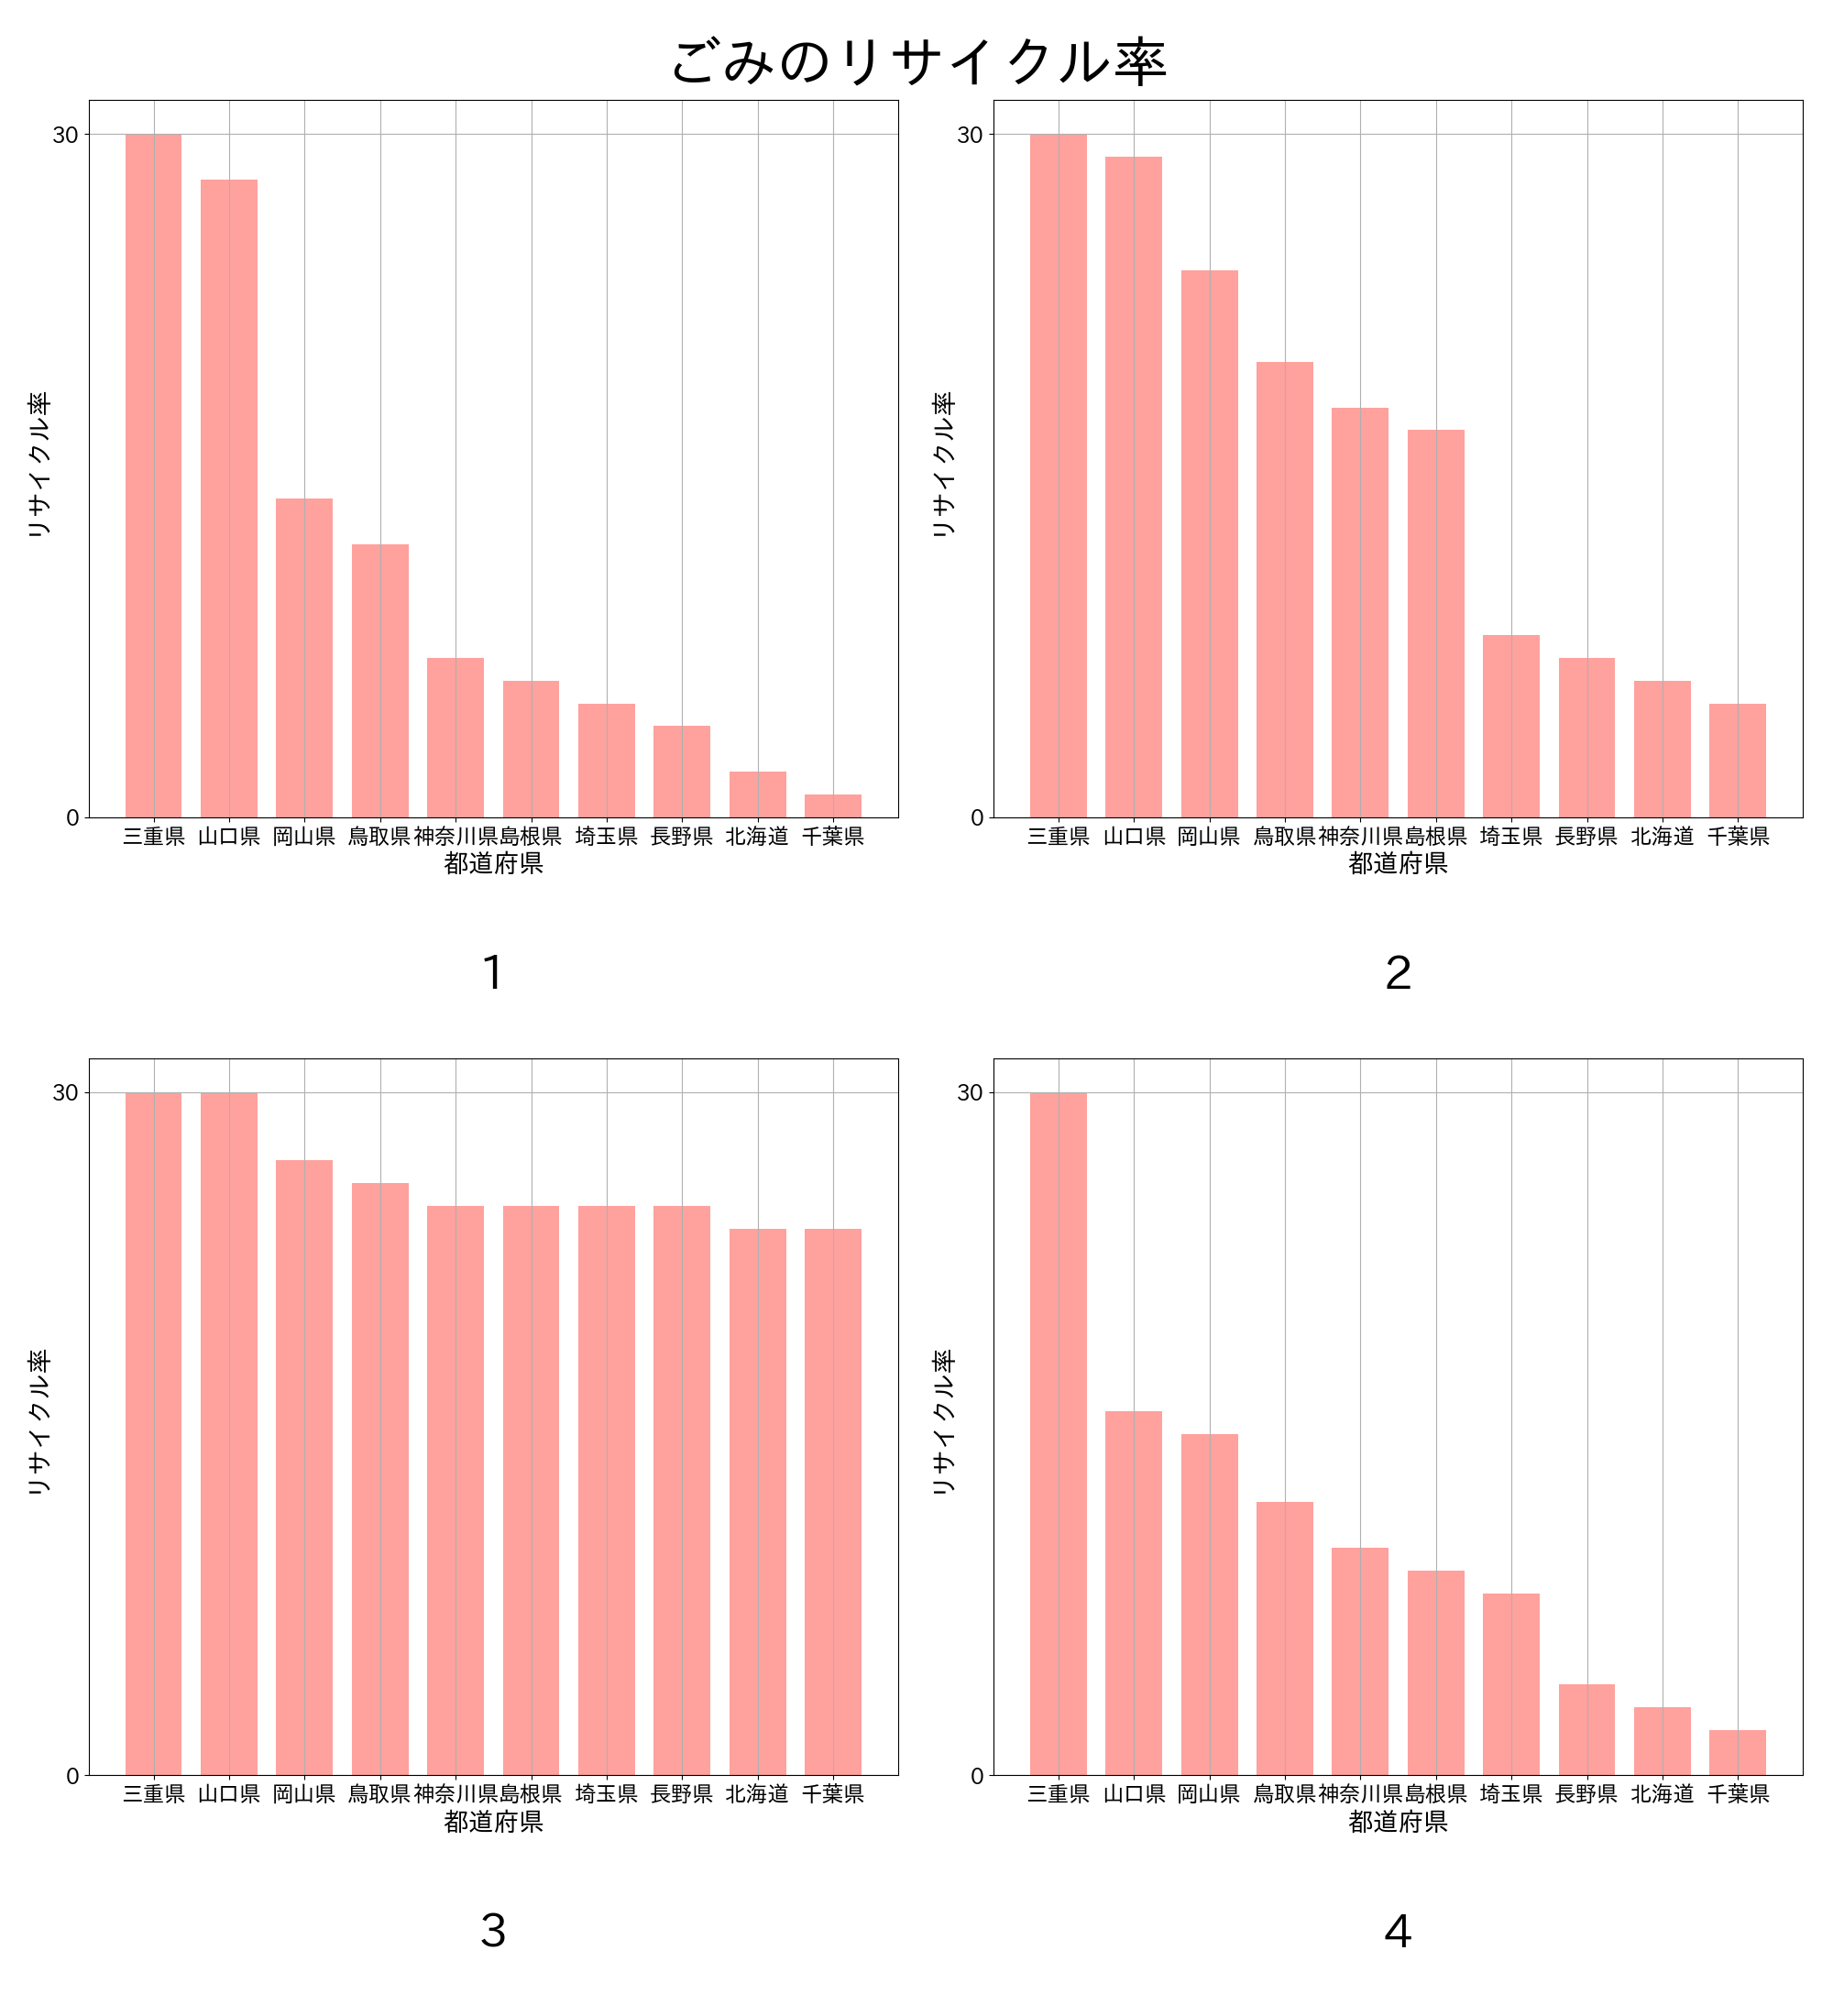 ごみのリサイクル率
30
0
リサイクル率
三重県 山口県 岡山県 鳥取県 神奈川県 島根県 埼玉県 長野県 北海道 千葉県
都道府県
1
30
0
リサイクル率
三重県 山口県 岡山県 鳥取県 神奈川県 島根県 埼玉県 長野県 北海道 千葉県
都道府県
2
30
0
リサイクル率
三重県 山口県 岡山県 鳥取県 神奈川県 島根県 埼玉県 長野県 北海道 千葉県
都道府県
3
30
0
リサイクル率
三重県 山口県 岡山県 鳥取県 神奈川県 島根県 埼玉県 長野県 北海道 千葉県
都道府県
4